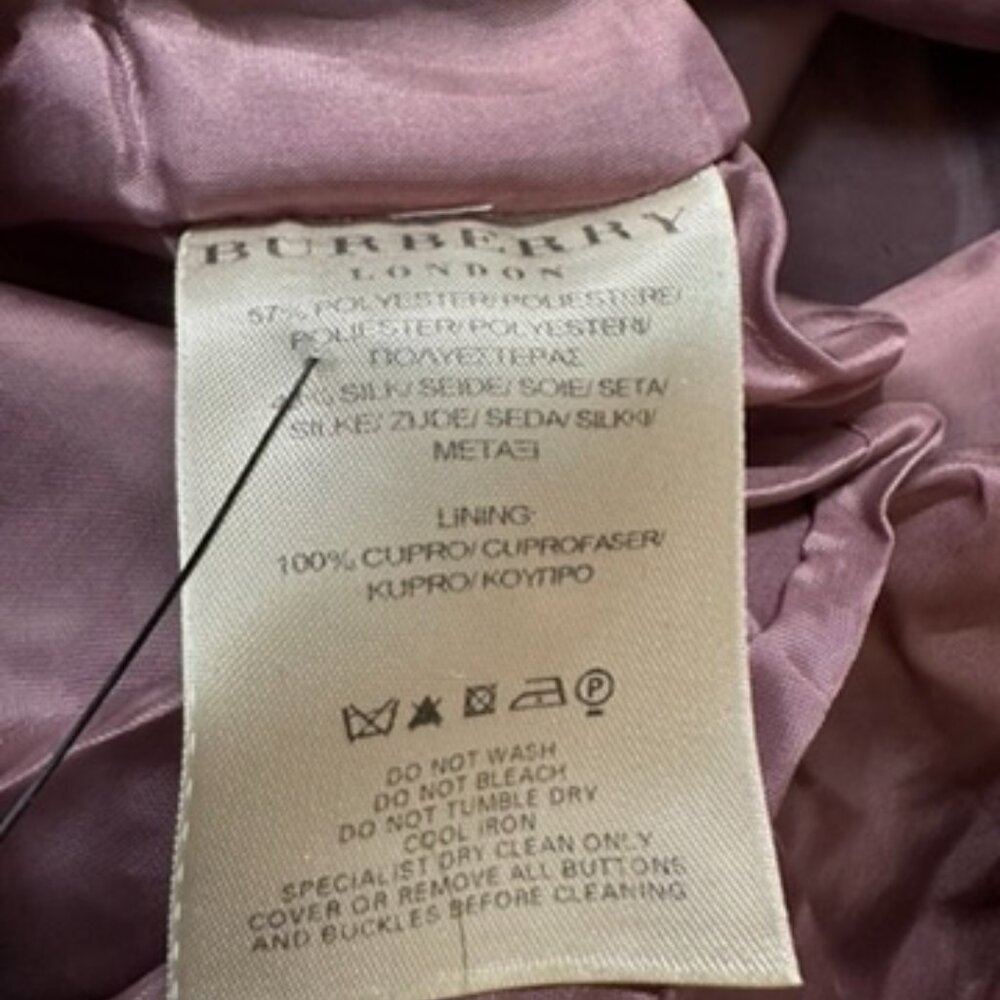 BURBERRY
LONDON
57% POLYESTER/POLIESTERE/
POLIESTER/POLYESTERI/
ΠΟΛΥΕΣΤΕΡΑΣ
SILK/SEIDE/SOIE/SETA/
SILKE/ZIJDE/SEDA/SILKKI/
ΜΕΤΑΞΙ
LINING:
100% CUPRO/CUPROFASER/
KUPRO/ΚΟΥΠΡΟ
P
DO NOT WASH
DO NOT BLEACH
DO NOT TUMBLE DRY
COOL IRON
SPECIALIST DRY CLEAN ONLY
COVER OR REMOVE ALL BUTTONS
AND BUCKLES BEFORE CLEANING